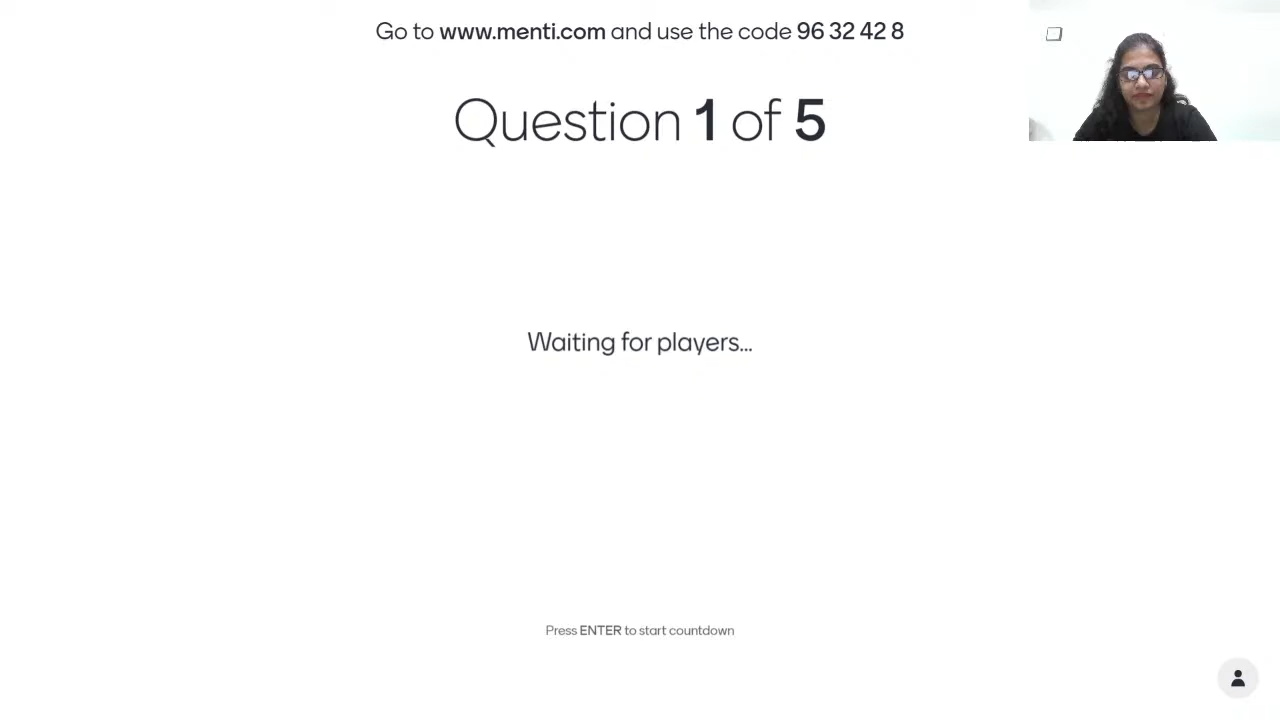 Go to www.menti.com and use the code 96 32 42 8
Question 1 of 5
Waiting for players...
Press ENTER to start countdown